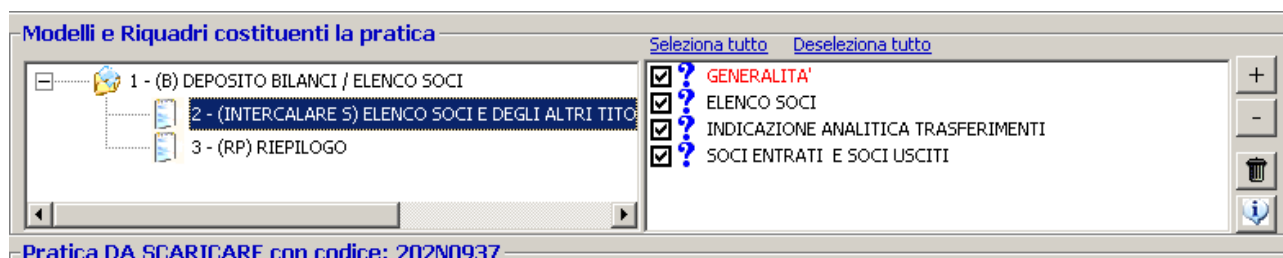 Modelli e Riquadri costituenti la pratica
Seleziona tutto Deseleziona tutto
1 - (B) DEPOSITO BILANCI / ELENCO SOCI
2 - (INTERCALARE S) ELENCO SOCI E DEGLI ALTRI TITO
3 - (RP) RIEPILOGO
GENERALITA'
ELENCO SOCI
INDICAZIONE ANALITICA TRASFERIMENTI
SOCI ENTRATI E SOCI USCITI
Pratica DA SCARICARE con codice: 202N0937